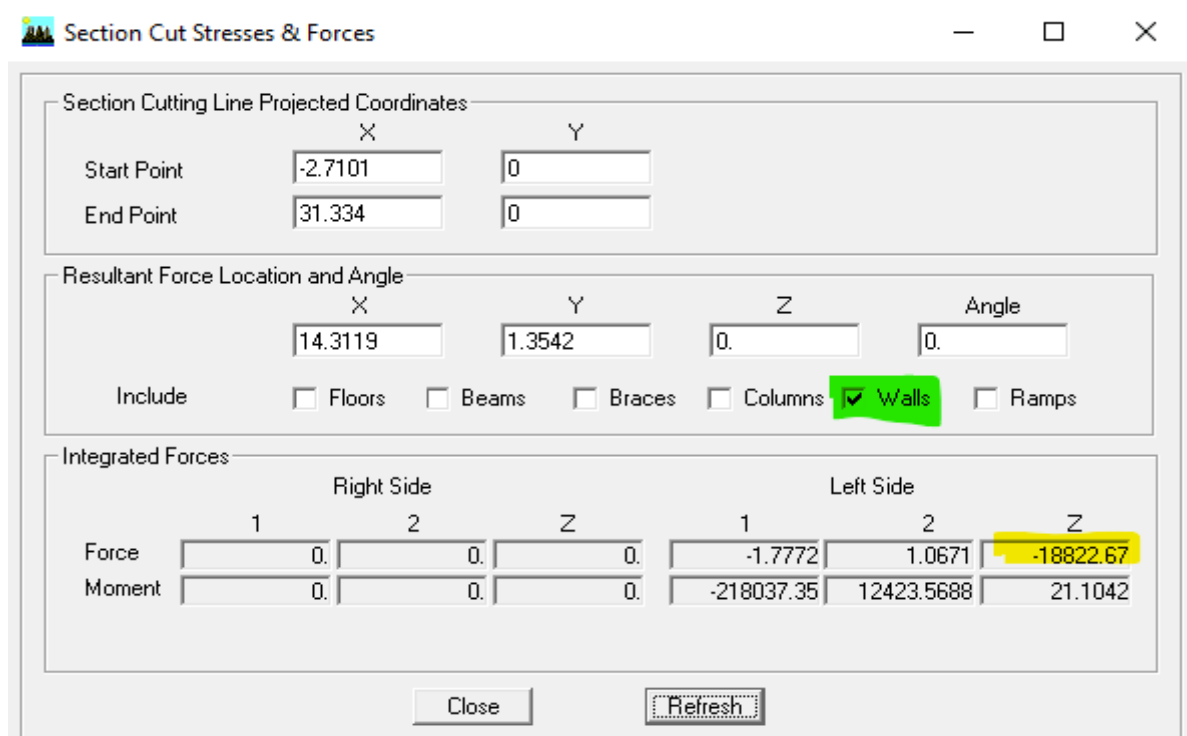 Section Cut Stresses & Forces
Section Cutting Line Projected Coordinates
X Y
Start Point -2.7101 0
End Point 31.334 0
Resultant Force Location and Angle
X Y Z Angle
14.3119 1.3542 0. 0.
Include Floors Beams Braces Columns Walls Ramps
Integrated Forces
Right Side Left Side
1 2 Z 1 2 Z
Force 0. 0. 0. -1.7772 1.0671 -18822.67
Moment 0. 0. 0. -218037.35 12423.5688 21.1042
Close Refresh